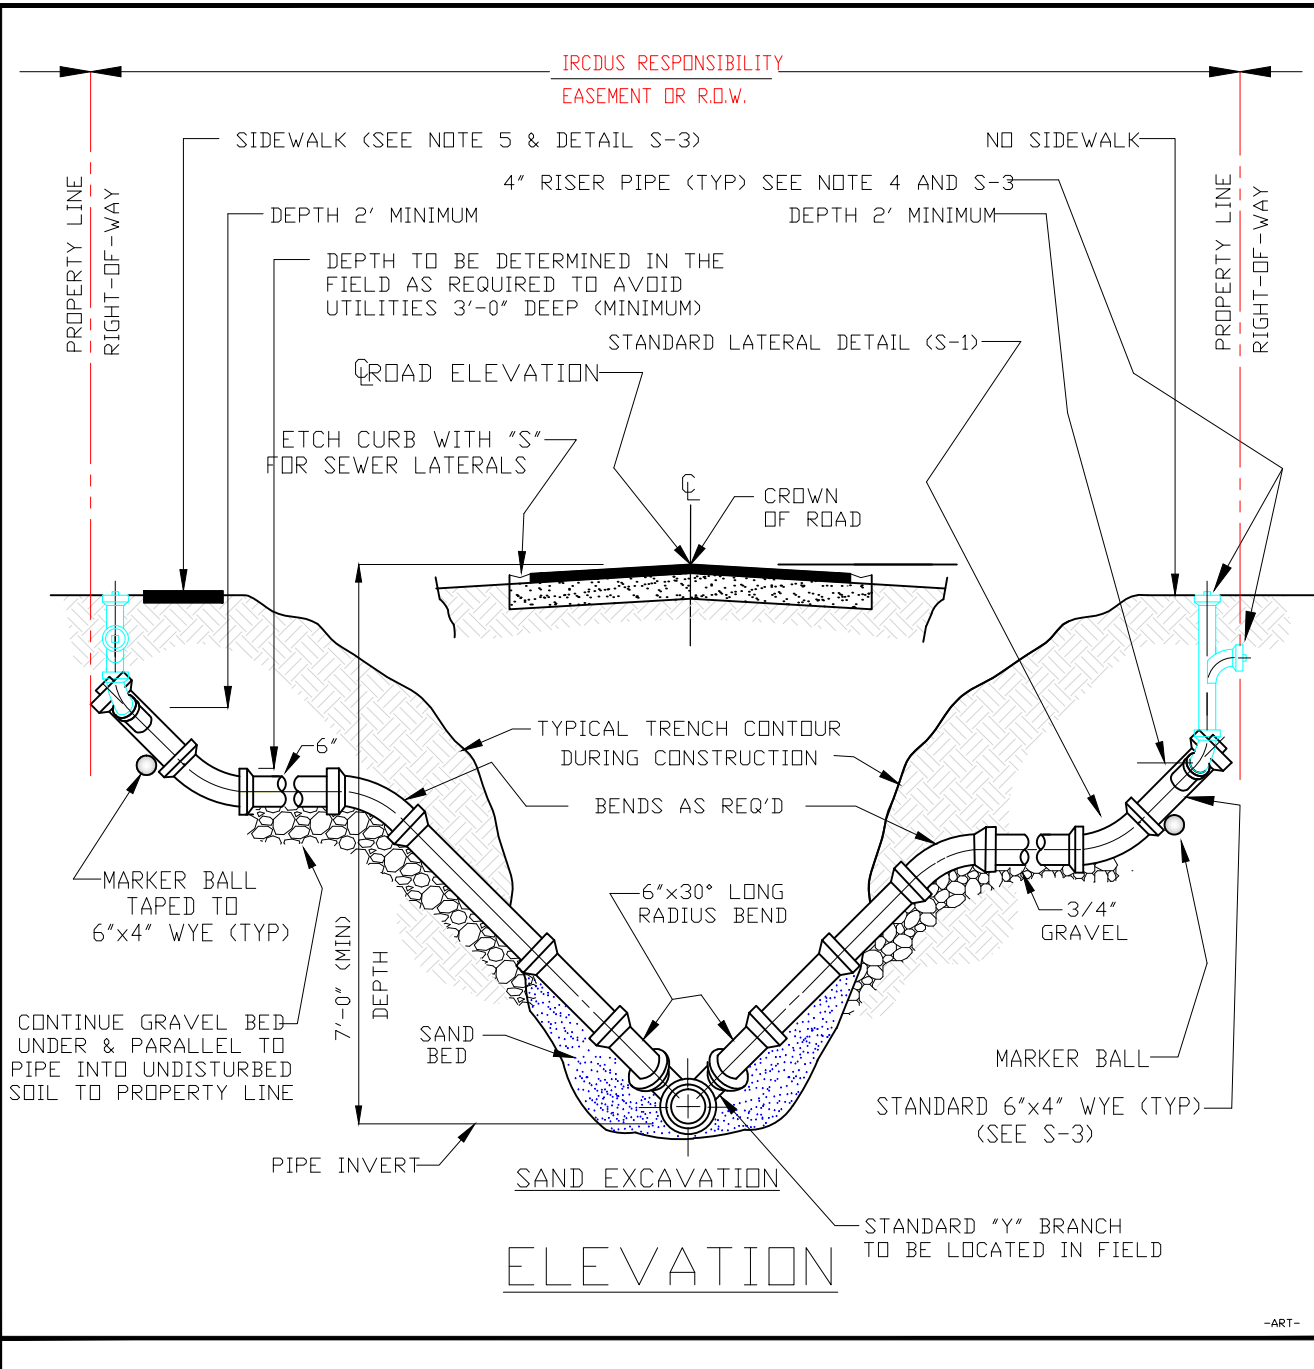 IRCDUS RESPONSIBILITY
EASEMENT OR R.O.W.
SIDEWALK (SEE NOTE 5 & DETAIL S-3)
NO SIDEWALK
4" RISER PIPE (TYP) SEE NOTE 4 AND S-3
PROPERTY LINE
RIGHT-OF-WAY
DEPTH 2' MINIMUM
DEPTH 2' MINIMUM
PROPERTY LINE
RIGHT-OF-WAY
DEPTH TO BE DETERMINED IN THE
FIELD AS REQUIRED TO AVOID
UTILITIES 3'-0" DEEP (MINIMUM)
STANDARD LATERAL DETAIL (S-1)
℄ ROAD ELEVATION
ETCH CURB WITH "S"
FOR SEWER LATERALS
℄
CROWN
OF ROAD
TYPICAL TRENCH CONTOUR
DURING CONSTRUCTION
6"
BENDS AS REQ'D
MARKER BALL
TAPED TO
6"x4" WYE (TYP)
6"x30° LONG
RADIUS BEND
3/4"
GRAVEL
7'-0" (MIN)
DEPTH
CONTINUE GRAVEL BED
UNDER & PARALLEL TO
PIPE INTO UNDISTURBED
SOIL TO PROPERTY LINE
SAND
BED
MARKER BALL
STANDARD 6"x4" WYE (TYP)
(SEE S-3)
PIPE INVERT
SAND EXCAVATION
STANDARD "Y" BRANCH
TO BE LOCATED IN FIELD
ELEVATION
-ART-